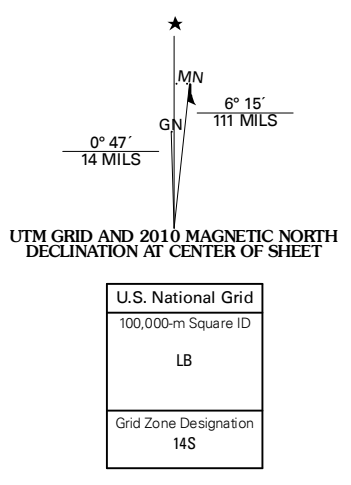 ★
MN
6° 15´
111 MILS
GN
0° 47´
14 MILS
UTM GRID AND 2010 MAGNETIC NORTH
DECLINATION AT CENTER OF SHEET
U.S. National Grid
100,000-m Square ID
LB
Grid Zone Designation
14S